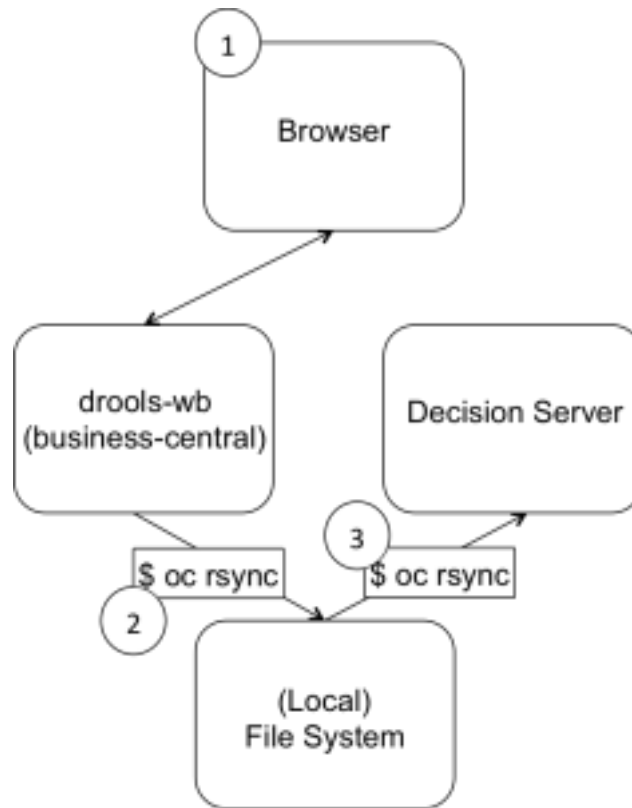 1
Browser
drools-wb
(business-central)
Decision Server
3
$ oc rsync
$ oc rsync
2
(Local)
File System